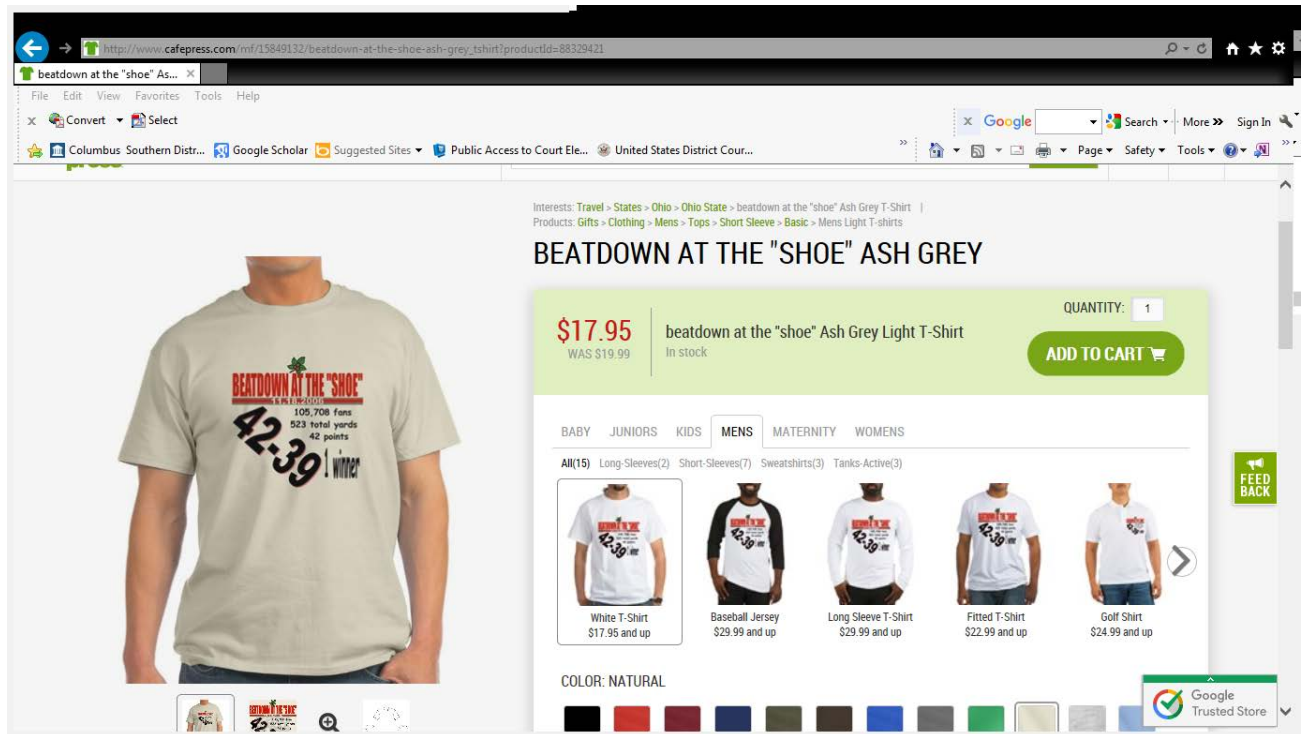 http://www.cafepress.com/mf/15849132/beatdown-at-the-shoe-ash-grey_tshirt?productId=88329421
beatdown at the "shoe" As...
File Edit View Favorites Tools Help
x Convert Select
x Google Search More >> Sign In
Columbus Southern Distr... Google Scholar Suggested Sites Public Access to Court Ele... United States District Cour... >> Page Safety Tools
Interests: Travel > States > Ohio > Ohio State > beatdown at the "shoe" Ash Grey T-Shirt |
Products: Gifts > Clothing > Mens > Tops > Short Sleeve > Basic > Mens Light T-shirts
BEATDOWN AT THE "SHOE" ASH GREY
$17.95
WAS $19.99
beatdown at the "shoe" Ash Grey Light T-Shirt
In stock
QUANTITY: 1
ADD TO CART
BEATDOWN AT THE "SHOE"
11.18.2006
105,708 fans
523 total yards
42 points
42-39
1 winner
BABY JUNIORS KIDS MENS MATERNITY WOMENS
All(15) Long-Sleeves(2) Short-Sleeves(7) Sweatshirts(3) Tanks-Active(3)
White T-Shirt
$17.95 and up
Baseball Jersey
$29.99 and up
Long Sleeve T-Shirt
$29.99 and up
Fitted T-Shirt
$22.99 and up
Golf Shirt
$24.99 and up
FEED
BACK
COLOR: NATURAL
Google
Trusted Store